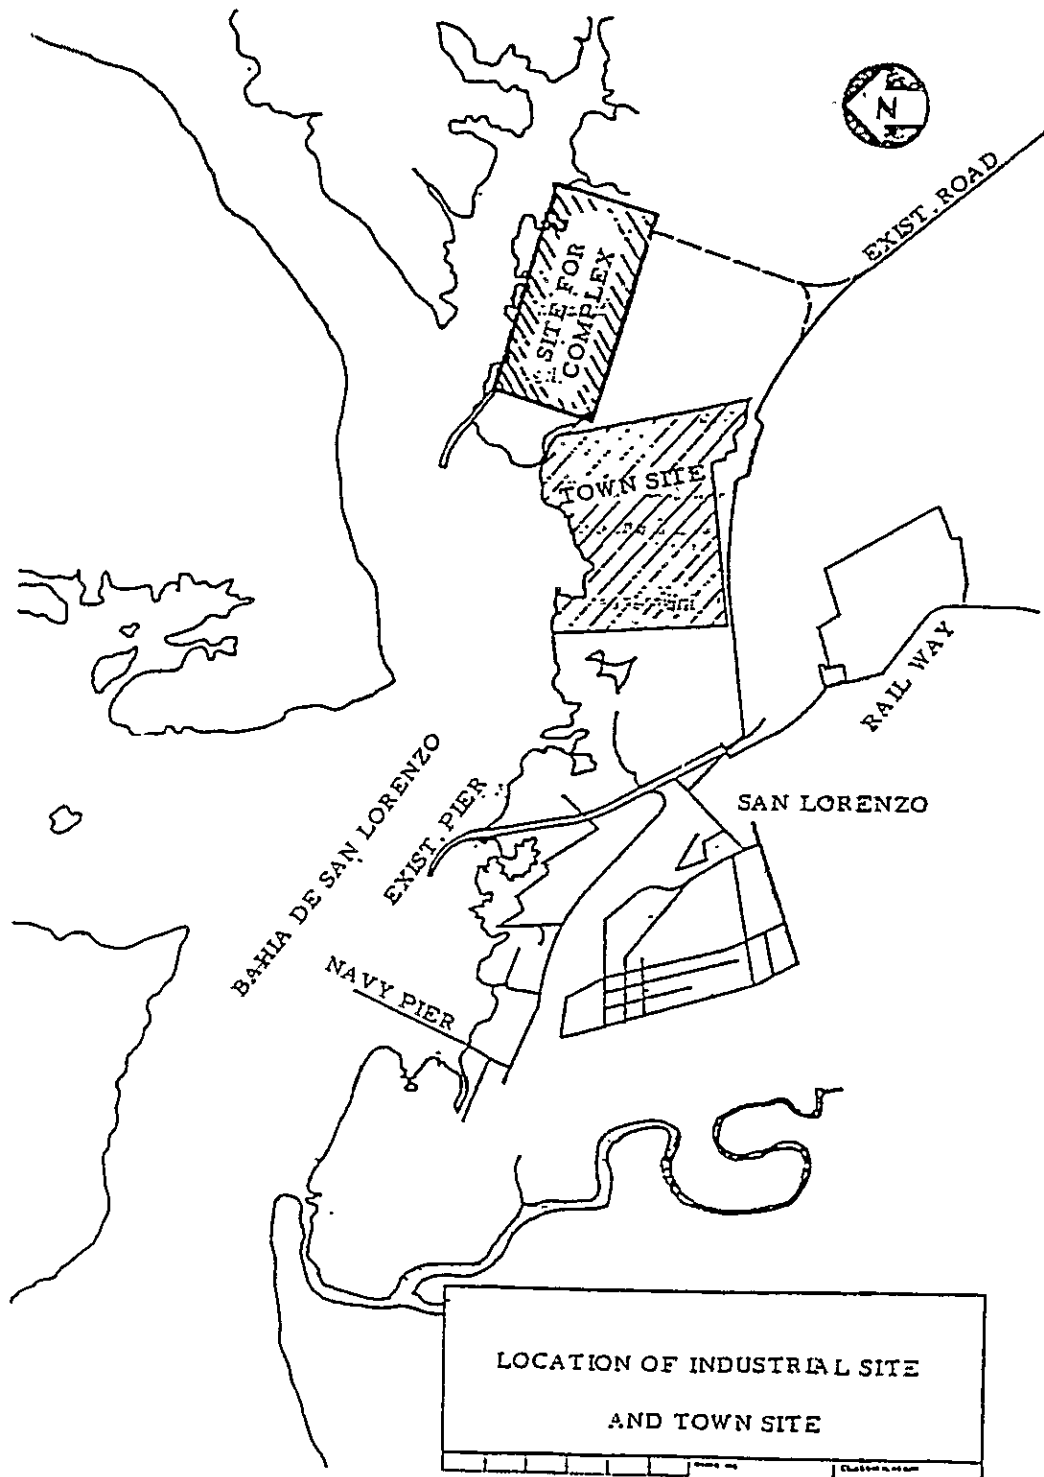 N
EXIST. ROAD
SITE FOR
COMPLEX
TOWN SITE
RAIL WAY
SAN LORENZO
BAHIA DE SAN LORENZO
EXIST. PIER
NAVY PIER
LOCATION OF INDUSTRIAL SITE
AND TOWN SITE